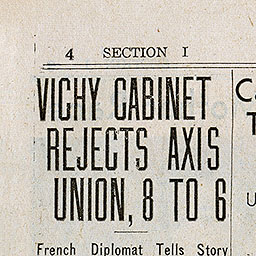 4 SECTION I
VICHY CABINET
REJECTS AXIS
UNION, 8 TO 6
French Diplomat Tells Story